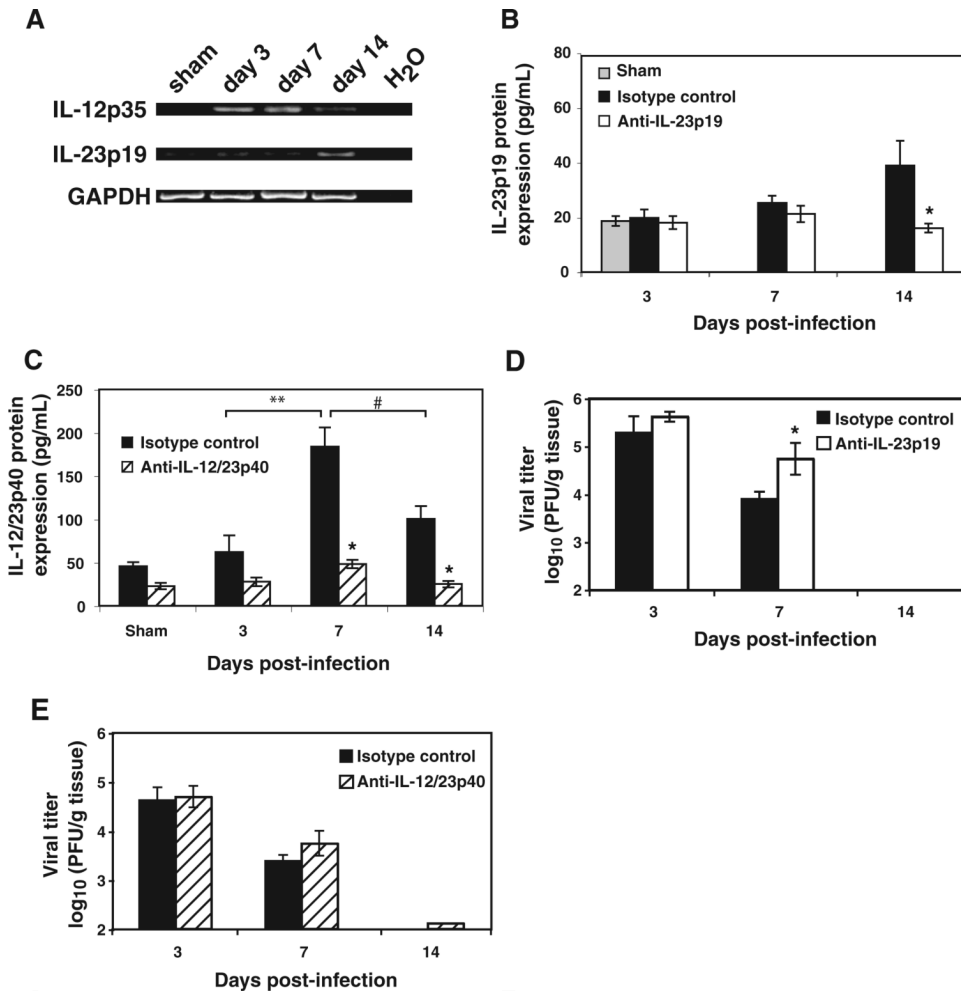 A
sham
day 3
day 7
day 14
H₂O
IL-12p35
IL-23p19
GAPDH
B
IL-23p19 protein
expression (pg/mL)
80
60
40
20
0
Sham
Isotype control
Anti-IL-23p19
*
3
7
14
Days post-infection
C
IL-12/23p40 protein
expression (pg/mL)
250
200
150
100
50
0
**
#
Isotype control
Anti-IL-12/23p40
*
*
Sham
3
7
14
Days post-infection
D
Viral titer
log₁₀ (PFU/g tissue)
6
5
4
3
2
Isotype control
Anti-IL-23p19
*
3
7
14
Days post-infection
E
Viral titer
log₁₀ (PFU/g tissue)
6
5
4
3
2
Isotype control
Anti-IL-12/23p40
3
7
14
Days post-infection